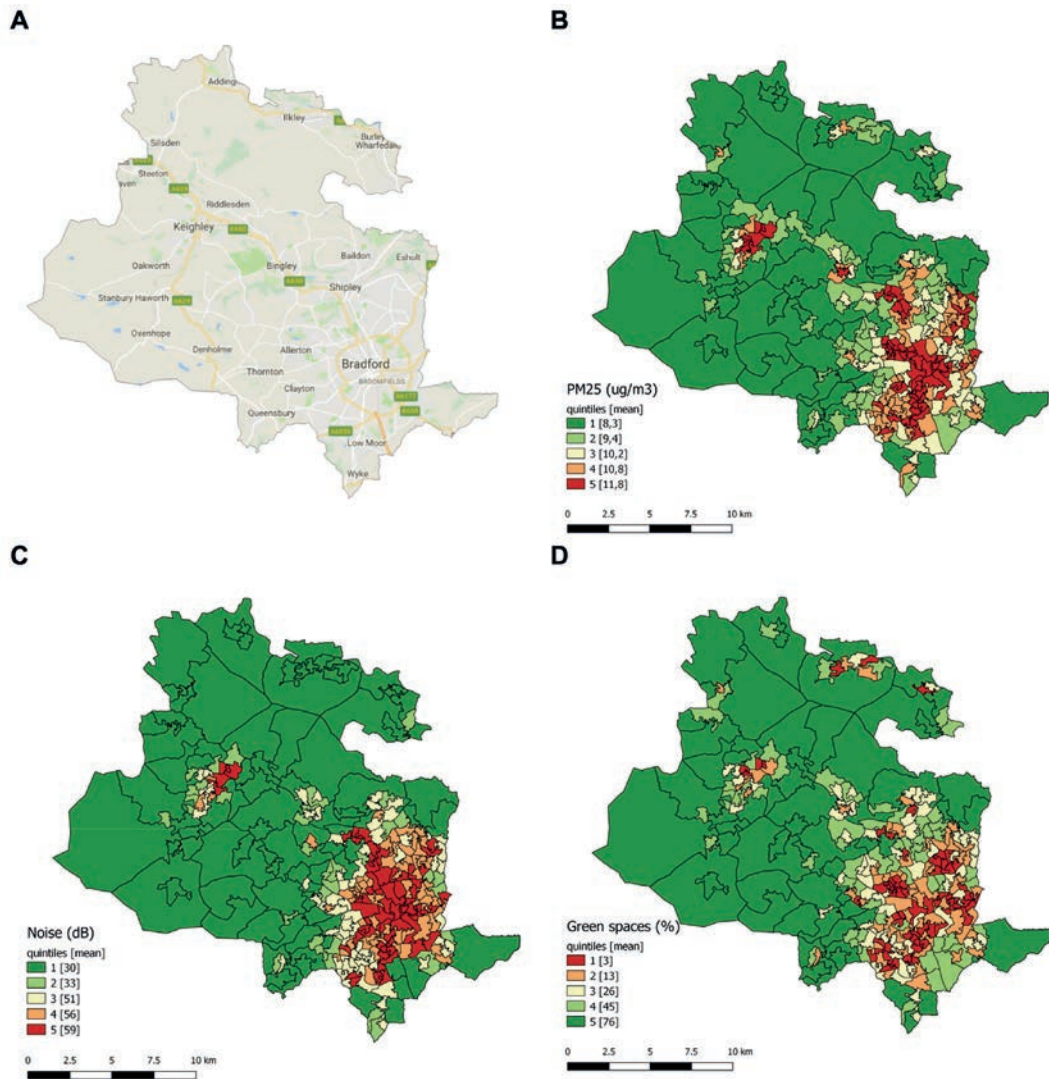 A
Adding
Ilkley
Burley
Wharfedale
Silsden
Steeton
aven
Riddlesden
Keighley
Baildon
Esholt
Oakworth
Bingley
Shipley
Stanbury Haworth
Oxenhope
Denholme
Allerton
Bradford
Thornton
BROOMFIELDS
Clayton
A6177
Queensbury
Low Moor
Wyke
B
PM25 (ug/m3)
quintiles [mean]
1 [8,3]
2 [9,4]
3 [10,2]
4 [10,8]
5 [11,8]
0 2.5 5 7.5 10 km
C
Noise (dB)
quintiles [mean]
1 [30]
2 [33]
3 [51]
4 [56]
5 [59]
0 2.5 5 7.5 10 km
D
Green spaces (%)
quintiles [mean]
1 [3]
2 [13]
3 [26]
4 [45]
5 [76]
0 2.5 5 7.5 10 km